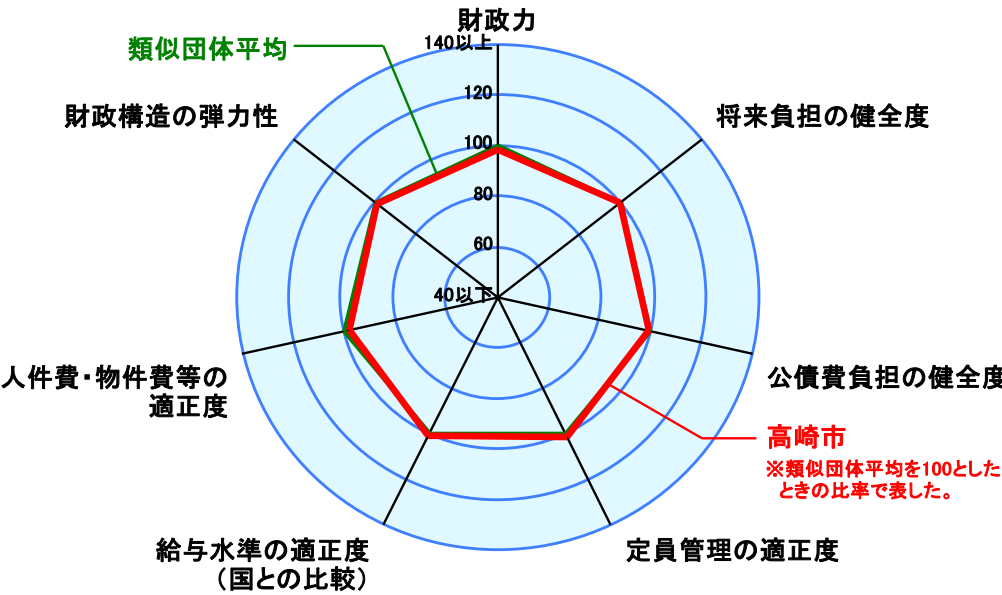 財政力
類似団体平均
140以上
120
100
80
60
40以下
財政構造の弾力性
将来負担の健全度
人件費・物件費等の
適正度
公債費負担の健全度
高崎市
※類似団体平均を100とした
ときの比率で表した。
給与水準の適正度
（国との比較）
定員管理の適正度